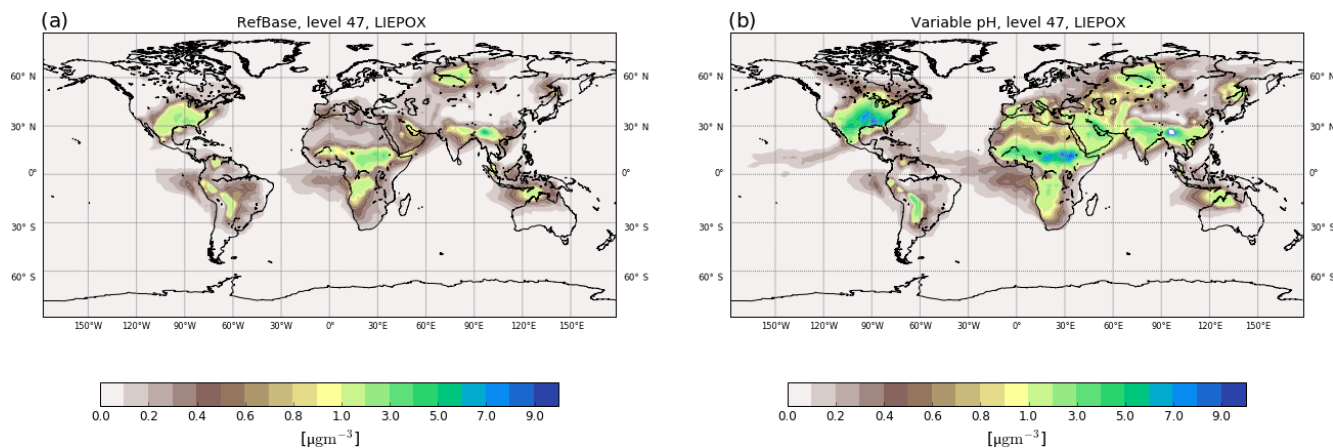 (a) RefBase, level 47, LIEPOX
60° N 60° N
30° N 30° N
0° 0°
30° S 30° S
60° S 60° S
150°W 120°W 90°W 60°W 30°W 0° 30°E 60°E 90°E 120°E 150°E
0.0 0.2 0.4 0.6 0.8 1.0 3.0 5.0 7.0 9.0
[μgm⁻³]
(b) Variable pH, level 47, LIEPOX
60° N 60° N
30° N 30° N
0° 0°
30° S 30° S
60° S 60° S
150°W 120°W 90°W 60°W 30°W 0° 30°E 60°E 90°E 120°E 150°E
0.0 0.2 0.4 0.6 0.8 1.0 3.0 5.0 7.0 9.0
[μgm⁻³]